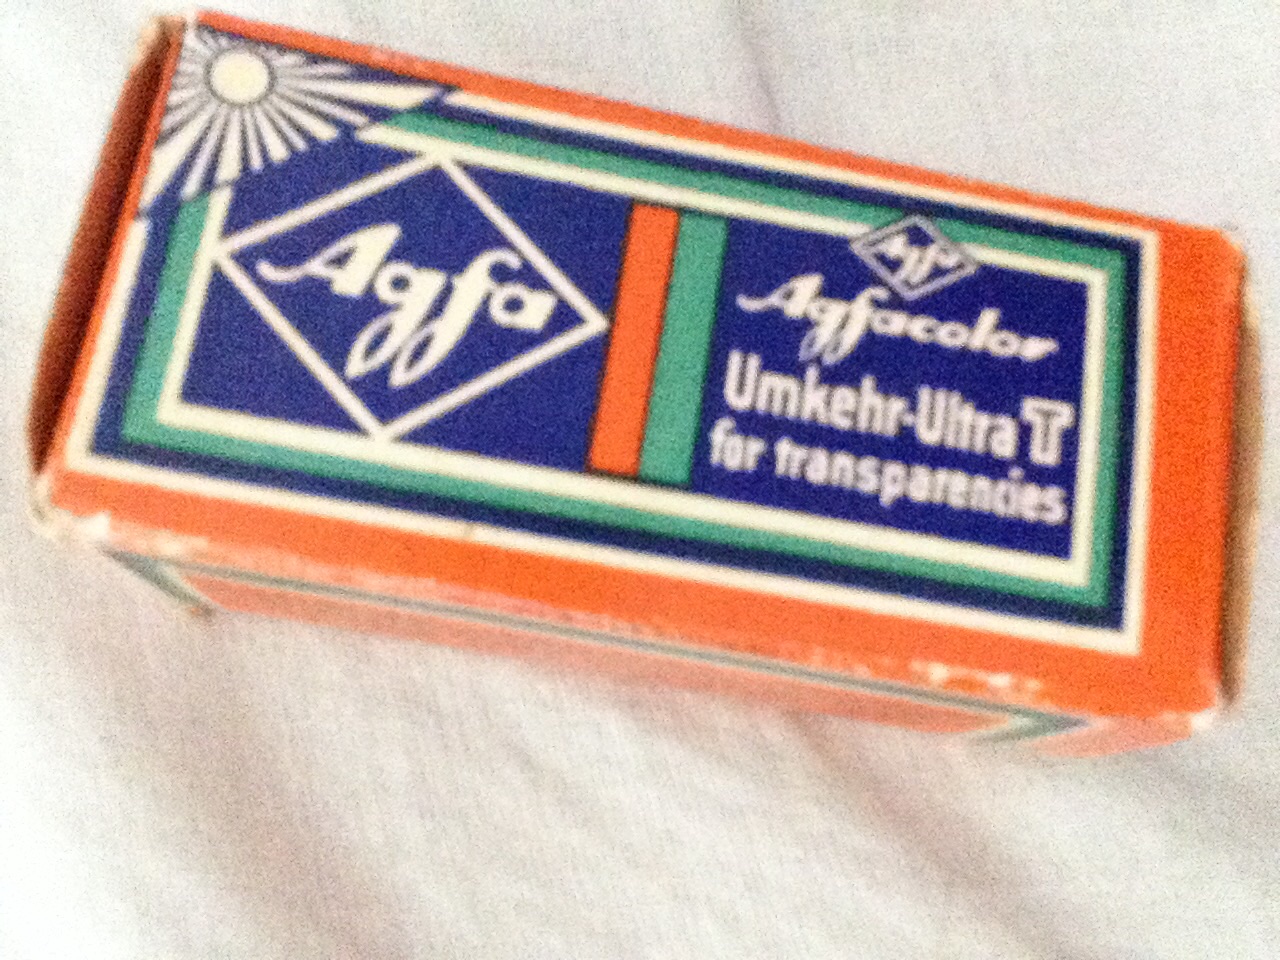 Agfa
Agfa
Agfacolor
Umkehr-Ultra T
for transparencies